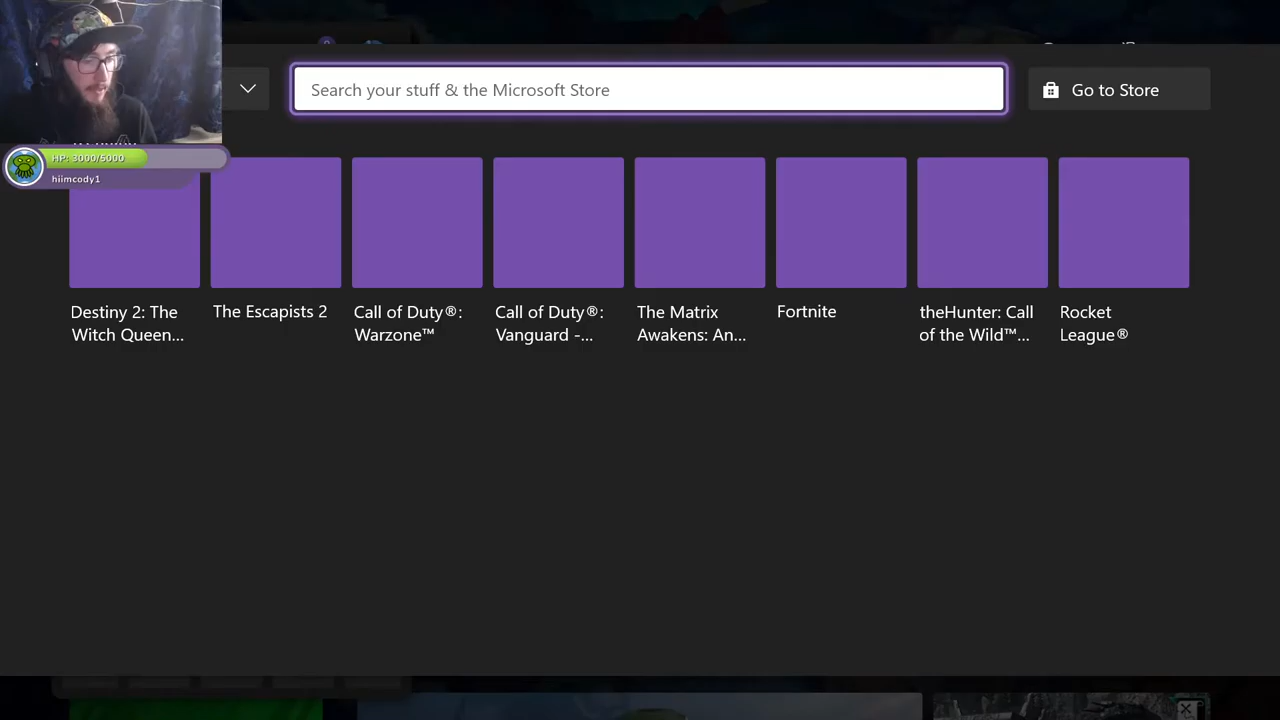 Search your stuff & the Microsoft Store
Go to Store
HP: 3000/5000
hiimcody1
Destiny 2: The
Witch Queen...
The Escapists 2
Call of Duty®:
Warzone™
Call of Duty®:
Vanguard -...
The Matrix
Awakens: An...
Fortnite
theHunter: Call
of the Wild™...
Rocket
League®